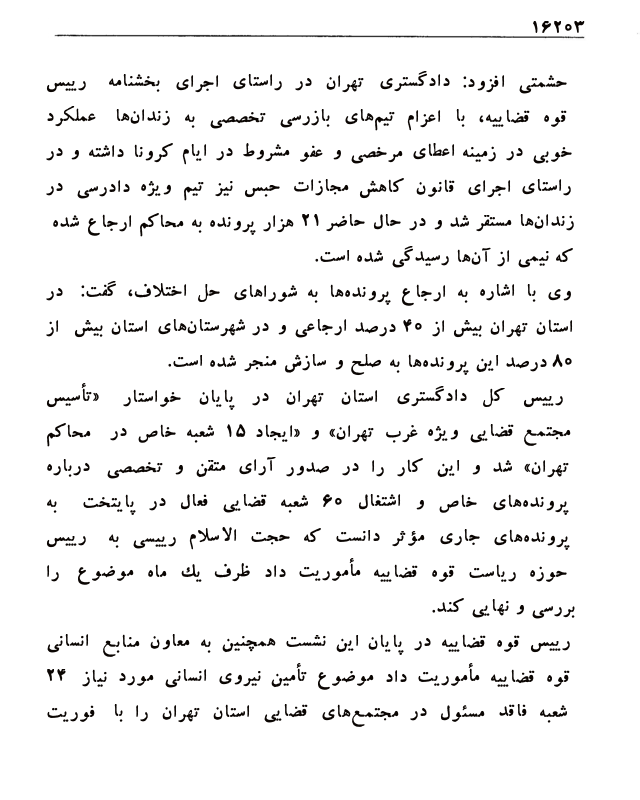 ۱۶۲۰۳
حشمتی افزود: دادگستری تهران در راستای اجرای بخشنامه رییس
قوه قضاییه، با اعزام تیم‌های بازرسی تخصصی به زندان‌ها عملکرد
خوبی در زمینه اعطای مرخصی و عفو مشروط در ایام کرونا داشته و در
راستای اجرای قانون کاهش مجازات حبس نیز تیم ویژه دادرسی در
زندان‌ها مستقر شد و در حال حاضر ۲۱ هزار پرونده به محاکم ارجاع شده
که نیمی از آن‌ها رسیدگی شده است.
وی با اشاره به ارجاع پرونده‌ها به شوراهای حل اختلاف، گفت: در
استان تهران بیش از ۴۰ درصد ارجاعی و در شهرستان‌های استان بیش از
۸۰ درصد این پرونده‌ها به صلح و سازش منجر شده است.
رییس کل دادگستری استان تهران در پایان خواستار «تأسیس
مجتمع قضایی ویژه غرب تهران» و «ایجاد ۱۵ شعبه خاص در محاکم
تهران» شد و این کار را در صدور آرای متقن و تخصصی درباره
پرونده‌های خاص و اشتغال ۶۰ شعبه قضایی فعال در پایتخت به
پرونده‌های جاری مؤثر دانست که حجت الاسلام رییسی به رییس
حوزه ریاست قوه قضاییه مأموریت داد ظرف یك ماه موضوع را
بررسی و نهایی کند.
رییس قوه قضاییه در پایان این نشست همچنین به معاون منابع انسانی
قوه قضاییه مأموریت داد موضوع تأمین نیروی انسانی مورد نیاز ۲۴
شعبه فاقد مسئول در مجتمع‌های قضایی استان تهران را با فوریت